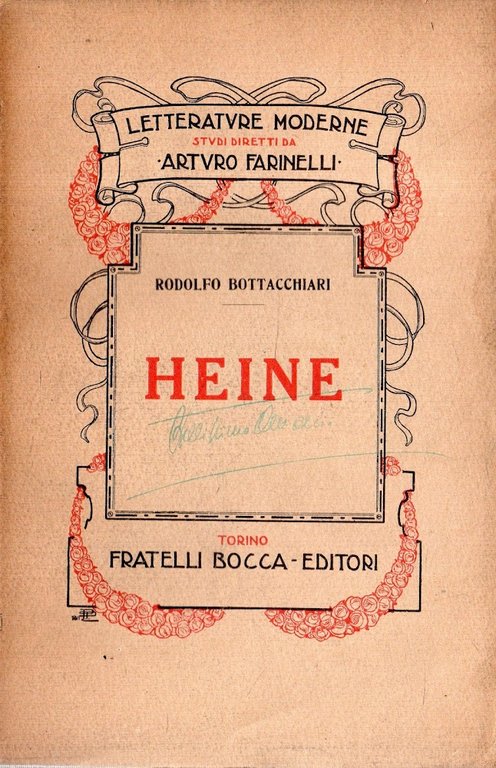 LETTERATVRE MODERNE
STVDI DIRETTI DA
·ARTVRO FARINELLI·
RODOLFO BOTTACCHIARI
HEINE
TORINO
FRATELLI BOCCA - EDITORI